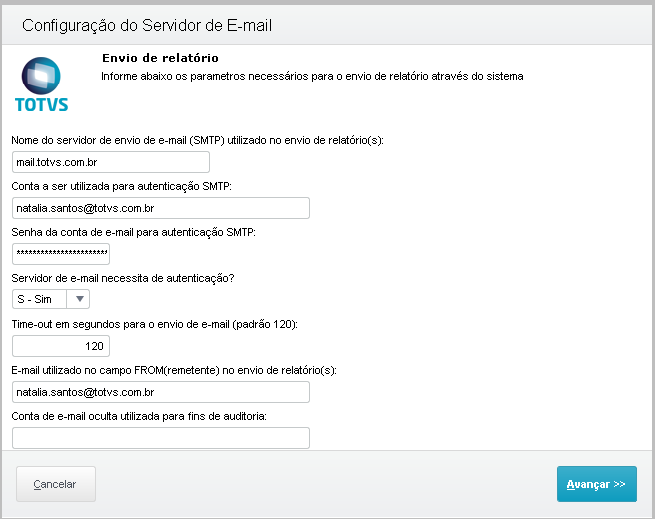 Configuração do Servidor de E-mail
Envio de relatório
Informe abaixo os parametros necessários para o envio de relatório através do sistema
TOTVS
Nome do servidor de envio de e-mail (SMTP) utilizado no envio de relatório(s):
mail.totvs.com.br
Conta a ser utilizada para autenticação SMTP:
natalia.santos@totvs.com.br
Senha da conta de e-mail para autenticação SMTP:
***********************
Servidor de e-mail necessita de autenticação?
S - Sim
Time-out em segundos para o envio de e-mail (padrão 120):
120
E-mail utilizado no campo FROM(remetente) no envio de relatório(s):
natalia.santos@totvs.com.br
Conta de e-mail oculta utilizada para fins de auditoria:
Cancelar
Avançar >>